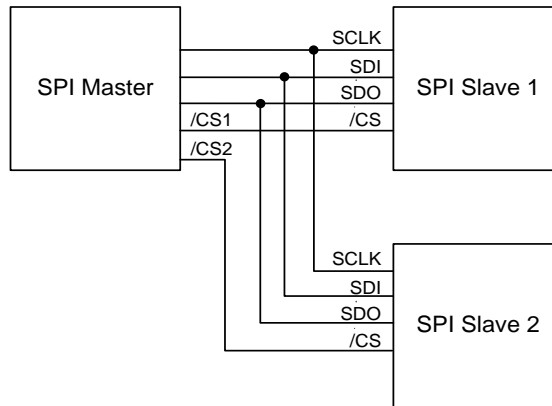 SPI Master
/CS1
/CS2
SCLK
SDI
SDO
/CS
SPI Slave 1
SCLK
SDI
SDO
/CS
SPI Slave 2